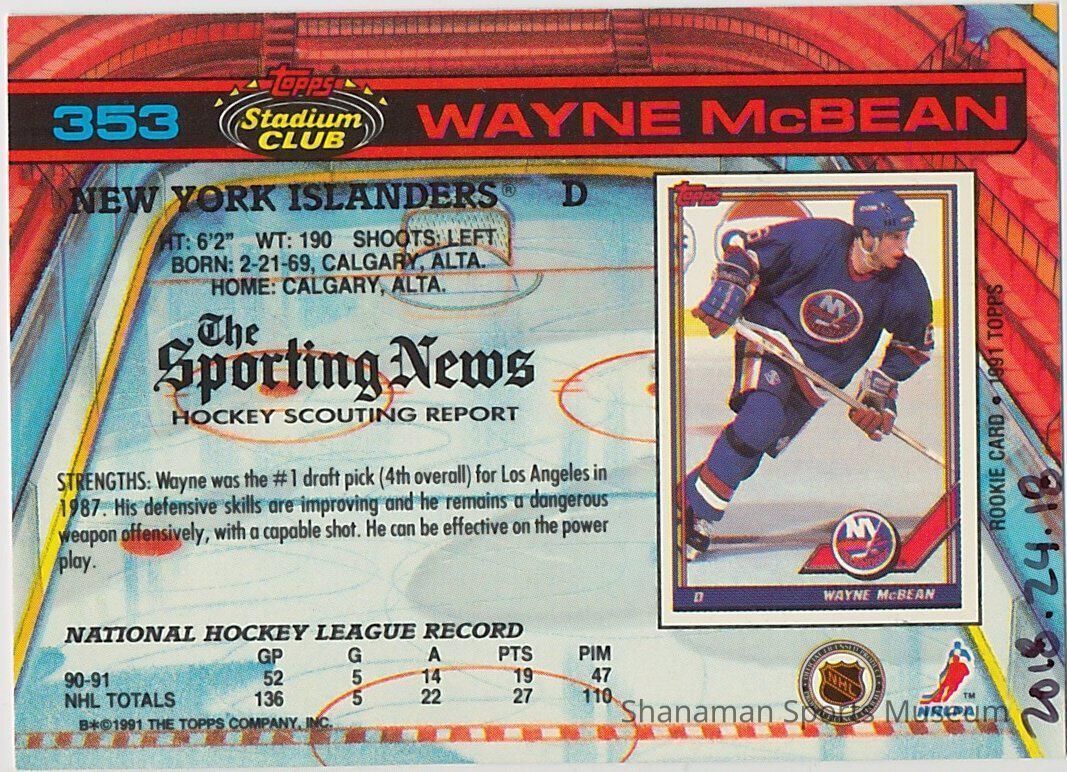 353
Topps®
Stadium
CLUB
WAYNE McBEAN
NEW YORK ISLANDERS® D
HT: 6'2" WT: 190 SHOOTS: LEFT
BORN: 2-21-69, CALGARY, ALTA.
HOME: CALGARY, ALTA.
The
Sporting News
HOCKEY SCOUTING REPORT
STRENGTHS: Wayne was the #1 draft pick (4th overall) for Los Angeles in
1987. His defensive skills are improving and he remains a dangerous
weapon offensively, with a capable shot. He can be effective on the power
play.
NATIONAL HOCKEY LEAGUE RECORD
GP G A PTS PIM
90-91 52 5 14 19 47
NHL TOTALS 136 5 22 27 110
B*©1991 THE TOPPS COMPANY, INC.
Topps
NY
NY
D WAYNE McBEAN
ROOKIE CARD • 1991 TOPPS
NHL
NHLPA™
2018.24.10
Shanaman Sports Museum